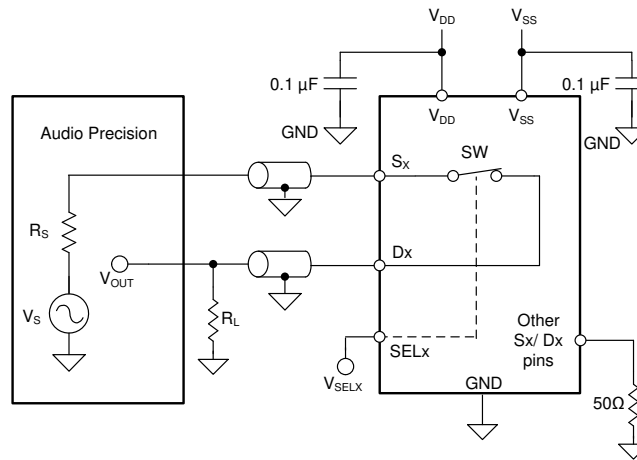 VDD
VSS
0.1 µF
0.1 µF
GND
GND
VDD
VSS
Audio Precision
SX
SW
RS
VOUT
Dx
VS
RL
SELx
VSELX
GND
Other
Sx/ Dx
pins
50Ω